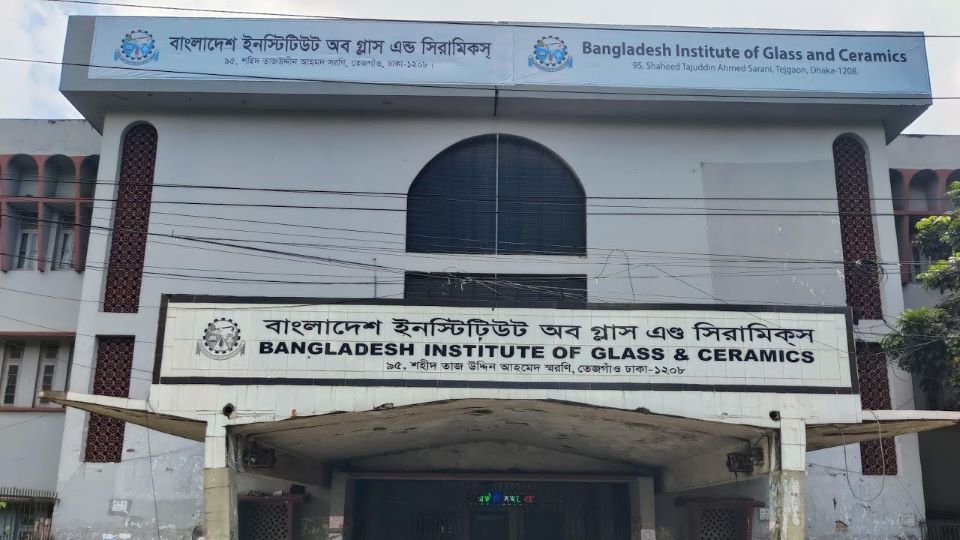 বাংলাদেশ ইনস্টিটিউট অব গ্লাস এন্ড সিরামিকস্
৯৫, শহিদ তাজউদ্দীন আহমদ সরণি, তেজগাঁও, ঢাকা-১২০৮।
Bangladesh Institute of Glass and Ceramics
95, Shaheed Tajuddin Ahmed Sarani, Tejgaon, Dhaka-1208.
বাংলাদেশ ইনস্টিটিউট অব গ্লাস এণ্ড সিরামিকস্
BANGLADESH INSTITUTE OF GLASS & CERAMICS
৯৫, শহীদ তাজ উদ্দিন আহমেদ স্মরণি, তেজগাঁও ঢাকা-১২০৮